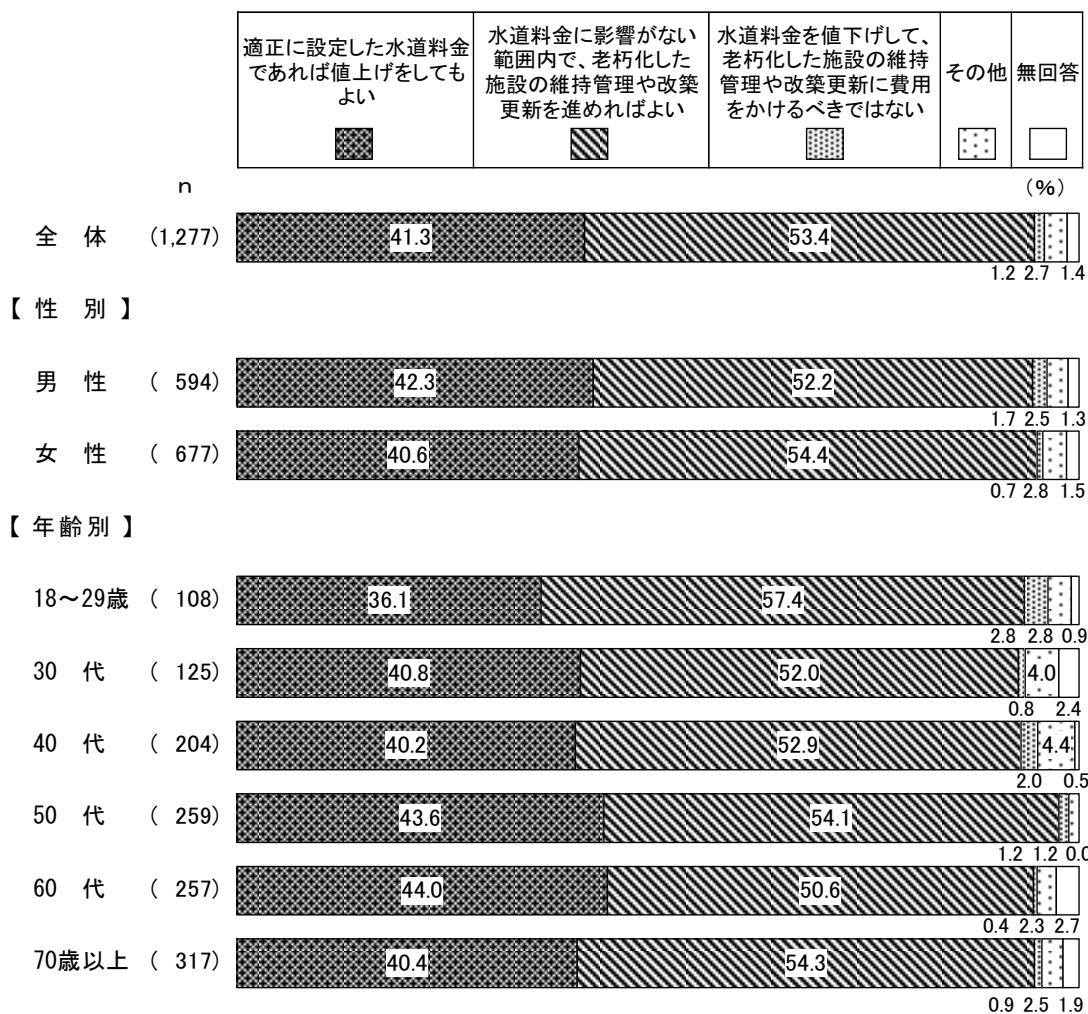 適正に設定した水道料金
であれば値上げをしても
よい
水道料金に影響がない
範囲内で、老朽化した
施設の維持管理や改築
更新を進めればよい
水道料金を値下げして、
老朽化した施設の維持
管理や改築更新に費用
をかけるべきではない
その他
無回答
n
(%)
全 体 (1,277) 41.3 53.4
1.2 2.7 1.4
【 性 別 】
男 性 ( 594) 42.3 52.2
1.7 2.5 1.3
女 性 ( 677) 40.6 54.4
0.7 2.8 1.5
【 年齢別 】
18～29歳 ( 108) 36.1 57.4
2.8 2.8 0.9
30 代 ( 125) 40.8 52.0 4.0
0.8 2.4
40 代 ( 204) 40.2 52.9 4.4
2.0 0.5
50 代 ( 259) 43.6 54.1
1.2 1.2 0.0
60 代 ( 257) 44.0 50.6
0.4 2.3 2.7
70歳以上 ( 317) 40.4 54.3
0.9 2.5 1.9